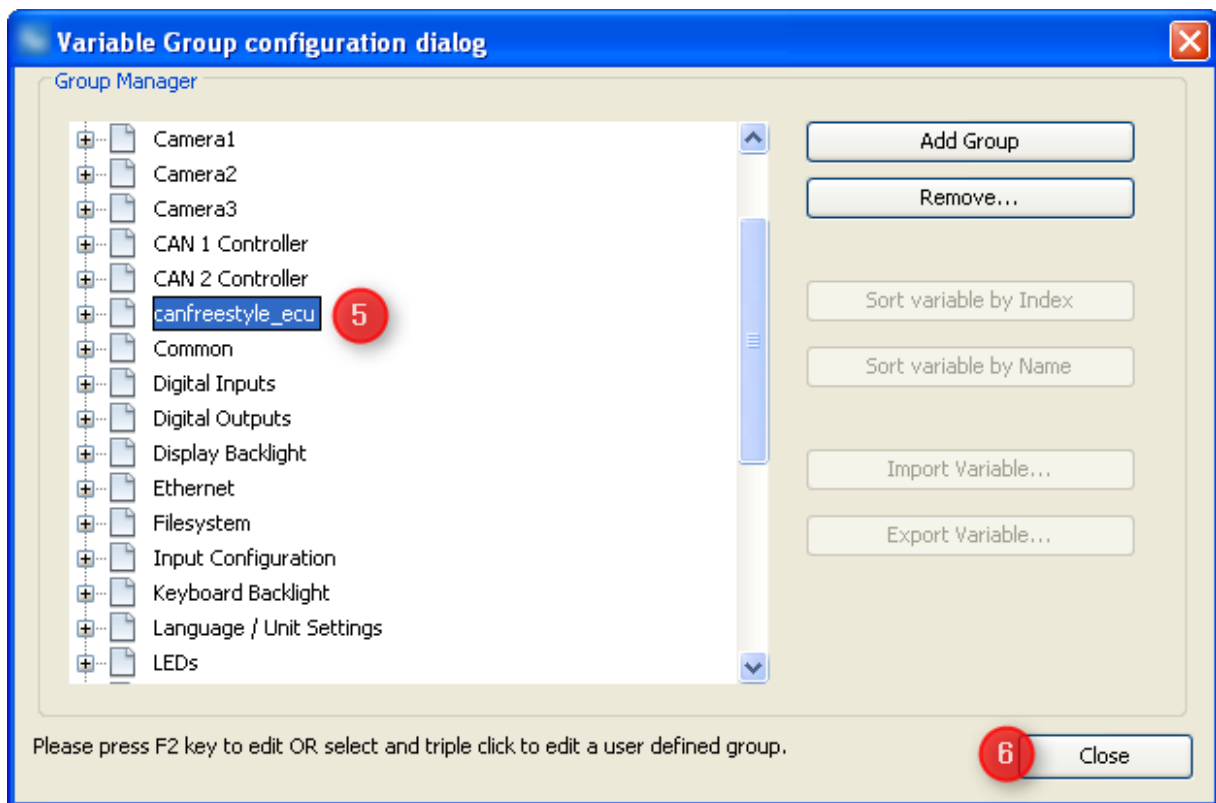 Variable Group configuration dialog
Group Manager
Camera1
Camera2
Camera3
CAN 1 Controller
CAN 2 Controller
canfreestyle_ecu 5
Common
Digital Inputs
Digital Outputs
Display Backlight
Ethernet
Filesystem
Input Configuration
Keyboard Backlight
Language / Unit Settings
LEDs
Add Group
Remove...
Sort variable by Index
Sort variable by Name
Import Variable...
Export Variable...
Please press F2 key to edit OR select and triple click to edit a user defined group.
6 Close